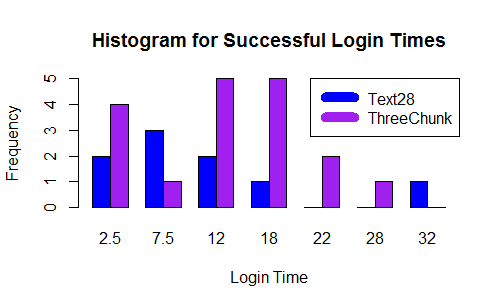 Histogram for Successful Login Times
Frequency
5
4
3
2
1
0
Text28
ThreeChunk
2.5 7.5 12 18 22 28 32
Login Time